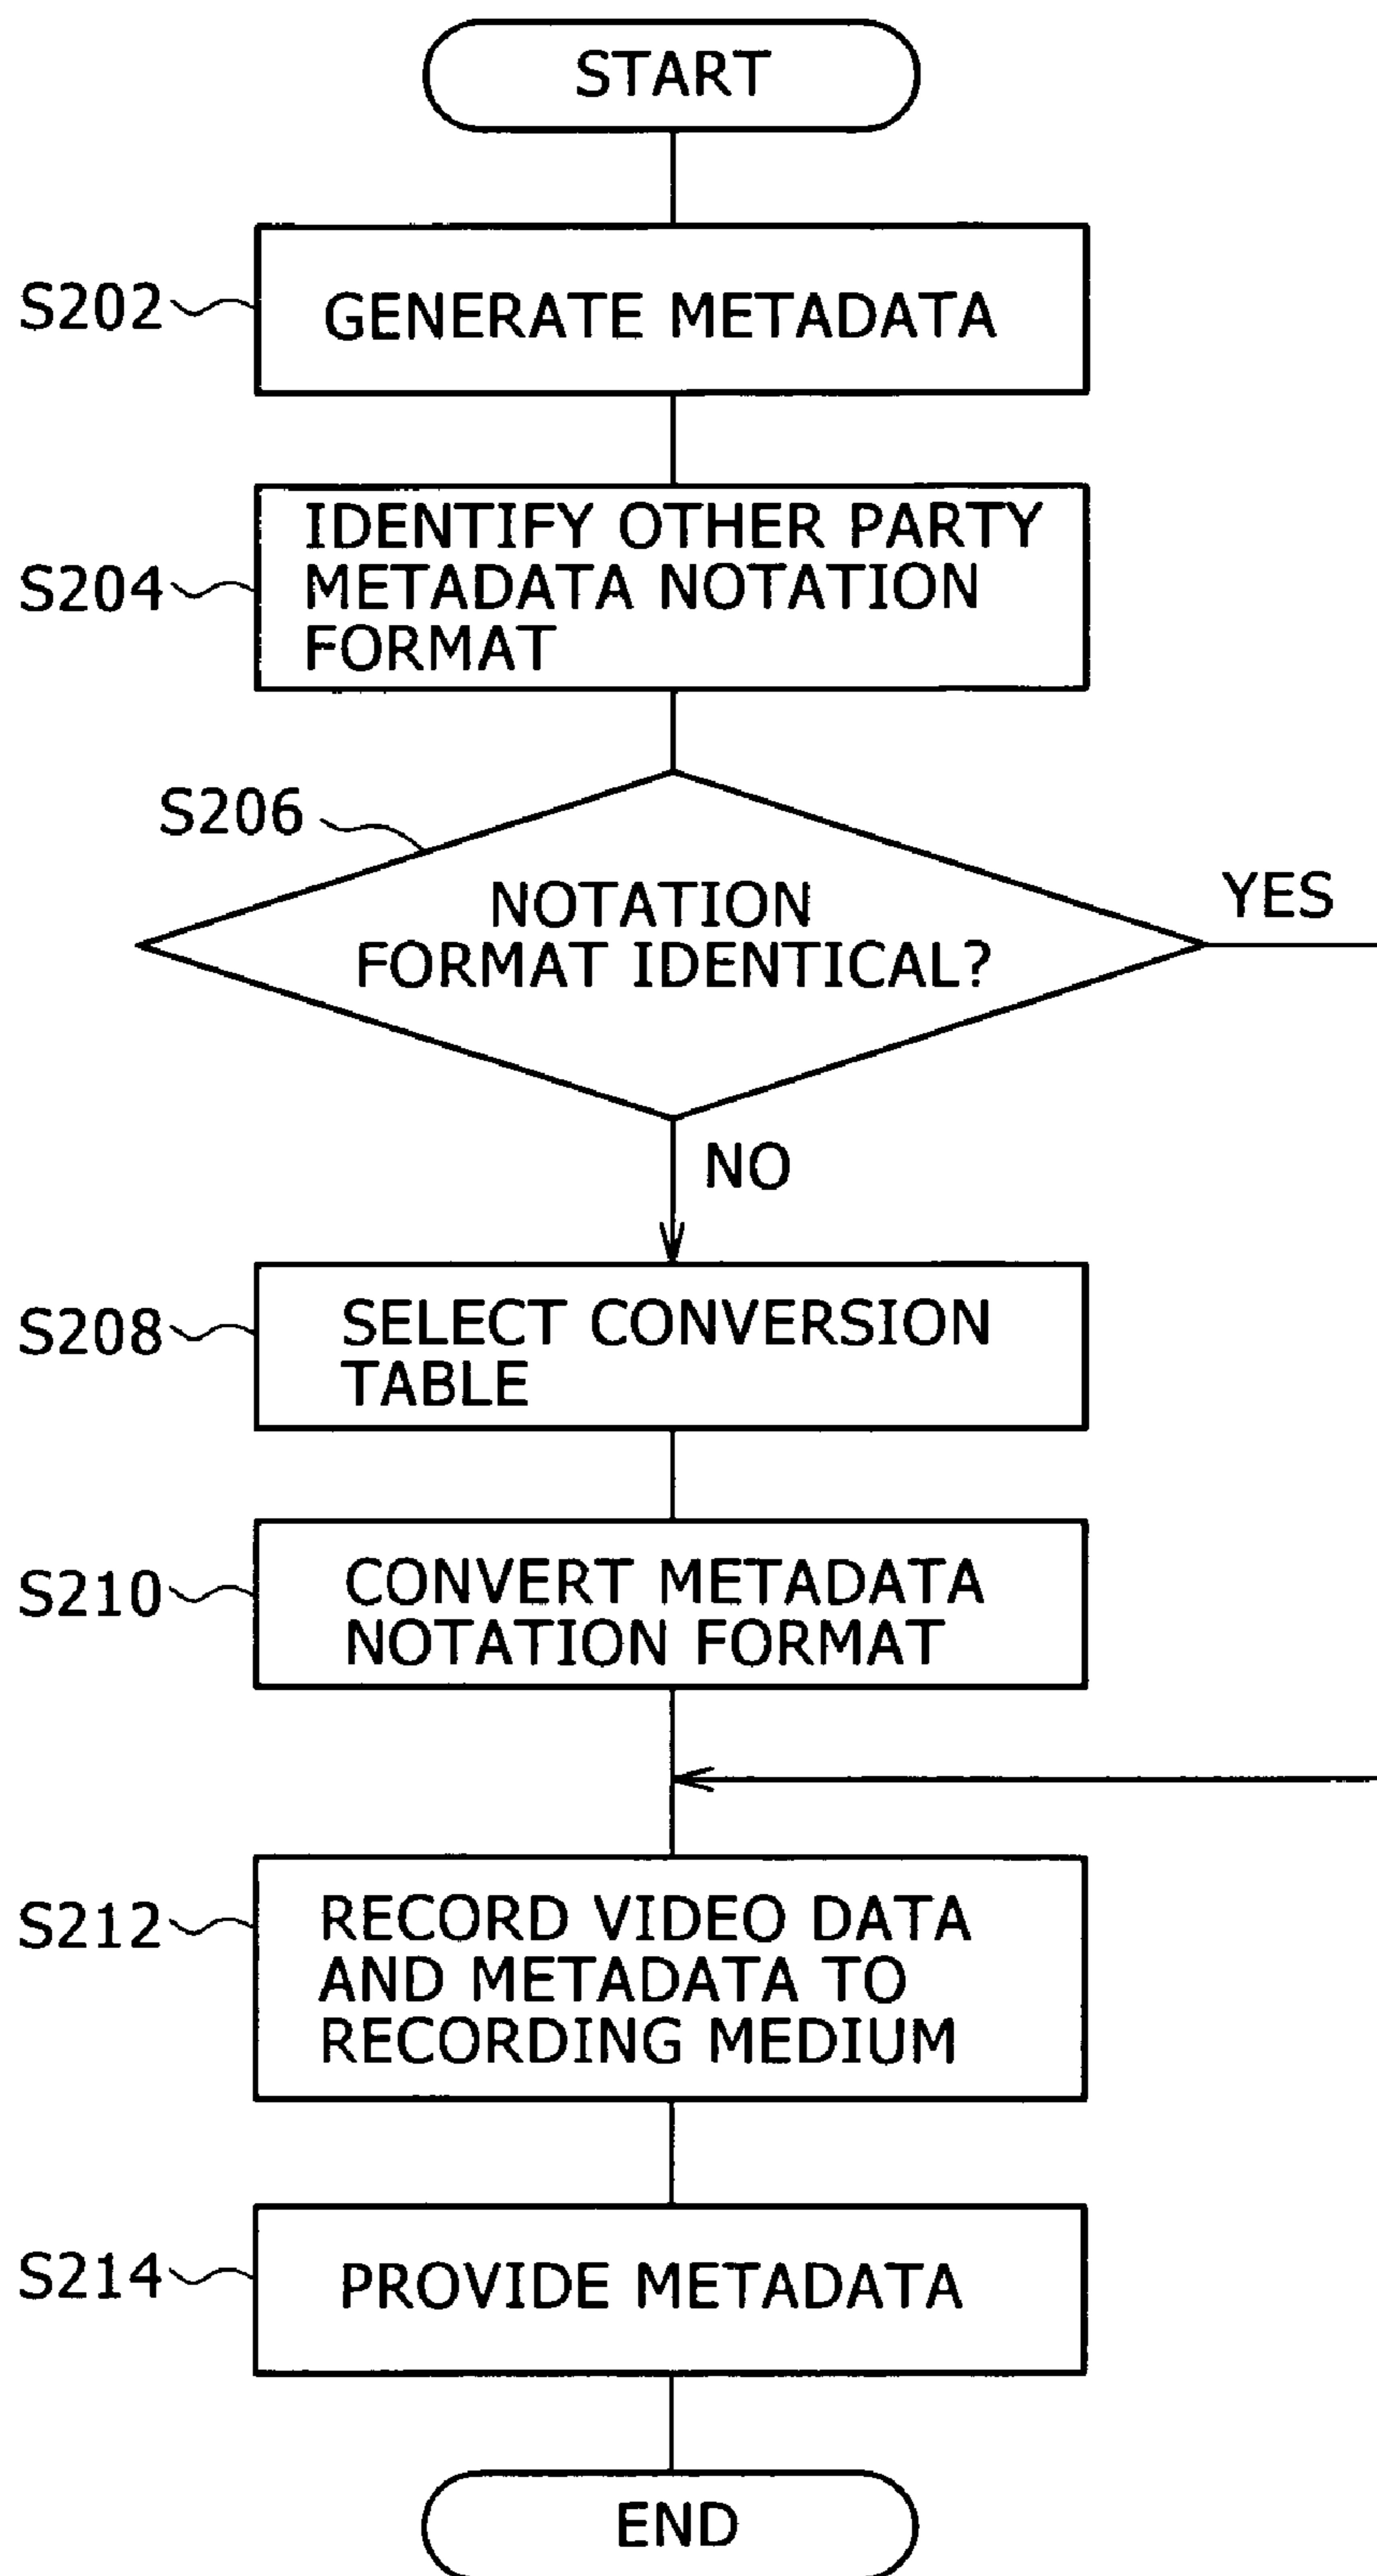 START
S202
GENERATE METADATA
S204
IDENTIFY OTHER PARTY
METADATA NOTATION
FORMAT
S206
NOTATION
FORMAT IDENTICAL?
YES
NO
S208
SELECT CONVERSION
TABLE
S210
CONVERT METADATA
NOTATION FORMAT
S212
RECORD VIDEO DATA
AND METADATA TO
RECORDING MEDIUM
S214
PROVIDE METADATA
END